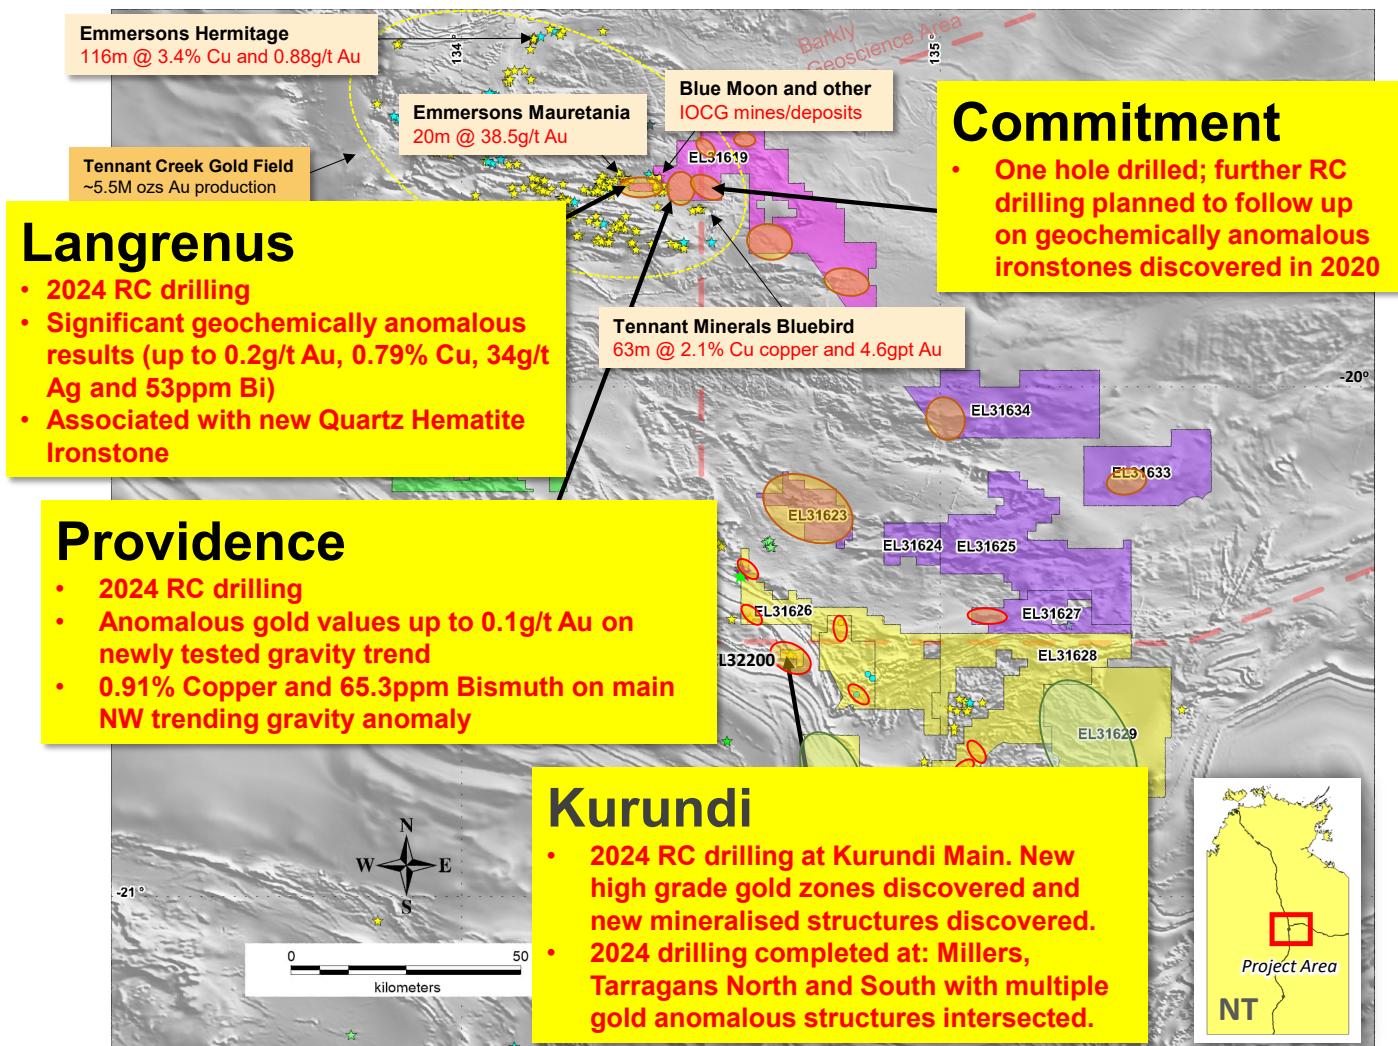 Emmersons Hermitage
116m @ 3.4% Cu and 0.88g/t Au
134°
Barkly
Geoscience Area
135°
Emmersons Mauretania
20m @ 38.5g/t Au
Blue Moon and other
IOCG mines/deposits
Tennant Creek Gold Field
~5.5M ozs Au production
EL31619
Commitment
• One hole drilled; further RC
drilling planned to follow up
on geochemically anomalous
ironstones discovered in 2020
Langrenus
• 2024 RC drilling
• Significant geochemically anomalous
results (up to 0.2g/t Au, 0.79% Cu, 34g/t
Ag and 53ppm Bi)
• Associated with new Quartz Hematite
Ironstone
Tennant Minerals Bluebird
63m @ 2.1% Cu copper and 4.6gpt Au
-20°
EL31634
EL31633
EL31623
EL31624
EL31625
EL31626
EL31627
EL31628
EL32200
EL31629
Providence
• 2024 RC drilling
• Anomalous gold values up to 0.1g/t Au on
newly tested gravity trend
• 0.91% Copper and 65.3ppm Bismuth on main
NW trending gravity anomaly
Kurundi
• 2024 RC drilling at Kurundi Main. New
high grade gold zones discovered and
new mineralised structures discovered.
• 2024 drilling completed at: Millers,
Tarragans North and South with multiple
gold anomalous structures intersected.
N
W E
S
-21 °
0 50
kilometers
Project Area
NT